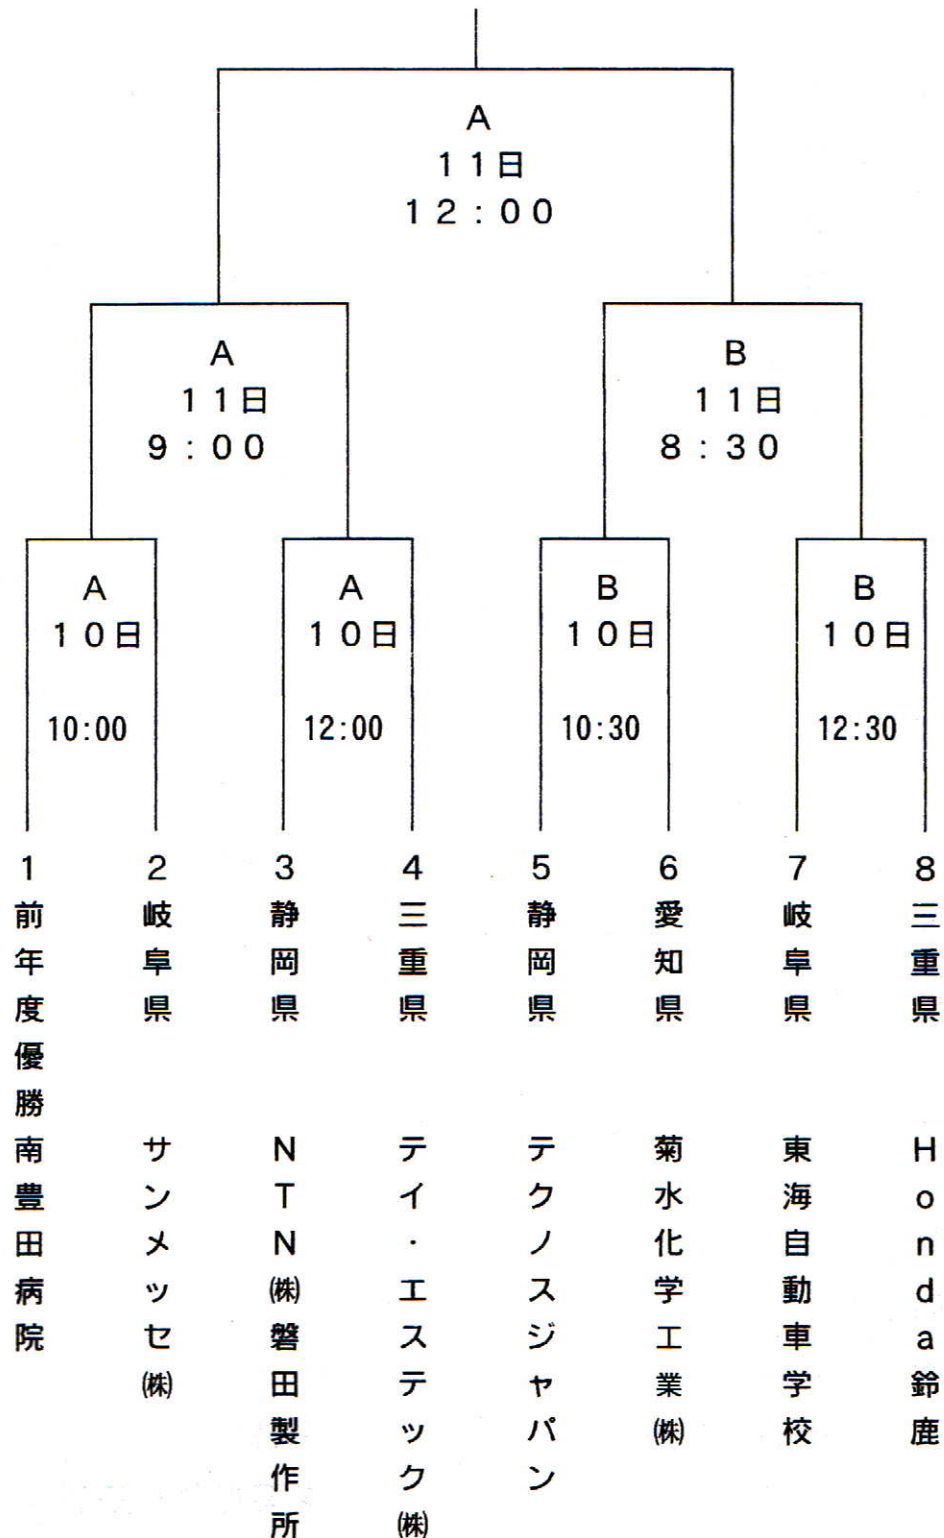 A
11日
12:00
A
11日
9:00
B
11日
8:30
A
10日
10:00
A
10日
12:00
B
10日
10:30
B
10日
12:30
1 前年度優勝 南豊田病院
2 岐阜県 サンメッセ㈱
3 静岡県 NTN㈱磐田製作所
4 三重県 テイ・エステック㈱
5 静岡県 テクノスジャパン
6 愛知県 菊水化学工業㈱
7 岐阜県 東海自動車学校
8 三重県 Honda鈴鹿